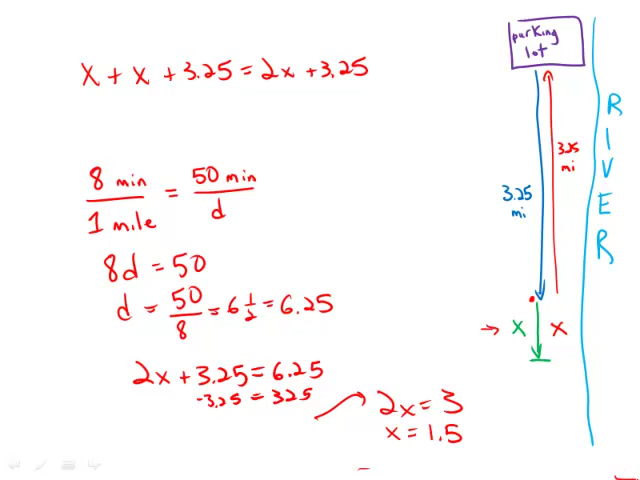 x + x + 3.25 = 2x + 3.25
8 min / 1 mile = 50 min / d
8d = 50
d = 50/8 = 6 1/2 = 6.25
2x + 3.25 = 6.25
-3.25 = 3.25
→ 2x = 3
x = 1.5
parking
lot
3.25
mi
3.25
mi
→ x x
RIVER